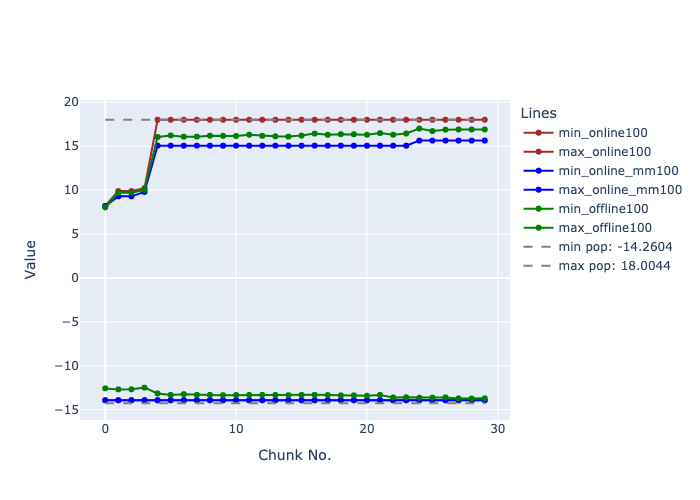 20
15
10
5
0
−5
−10
−15
Value
0
10
20
30
Chunk No.
Lines
min_online100
max_online100
min_online_mm100
max_online_mm100
min_offline100
max_offline100
min pop: -14.2604
max pop: 18.0044